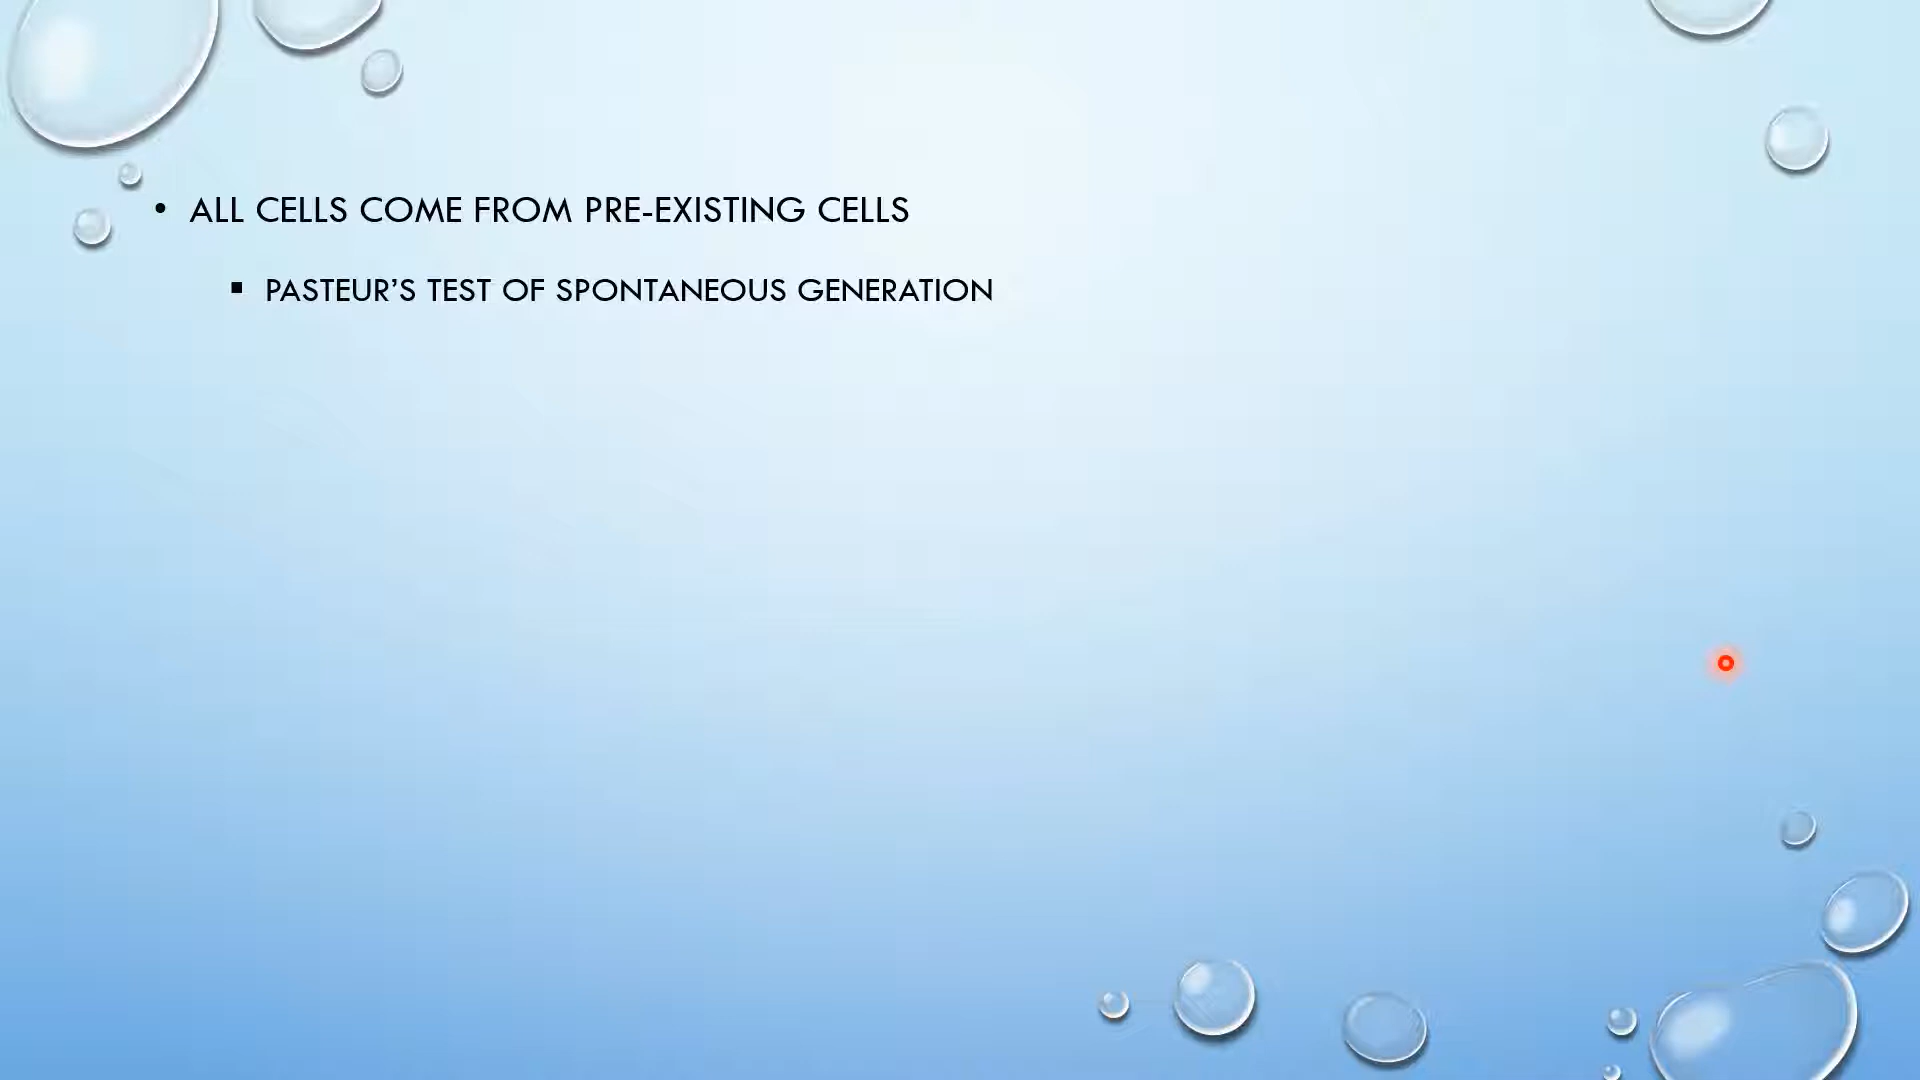 • ALL CELLS COME FROM PRE-EXISTING CELLS
▪ PASTEUR’S TEST OF SPONTANEOUS GENERATION